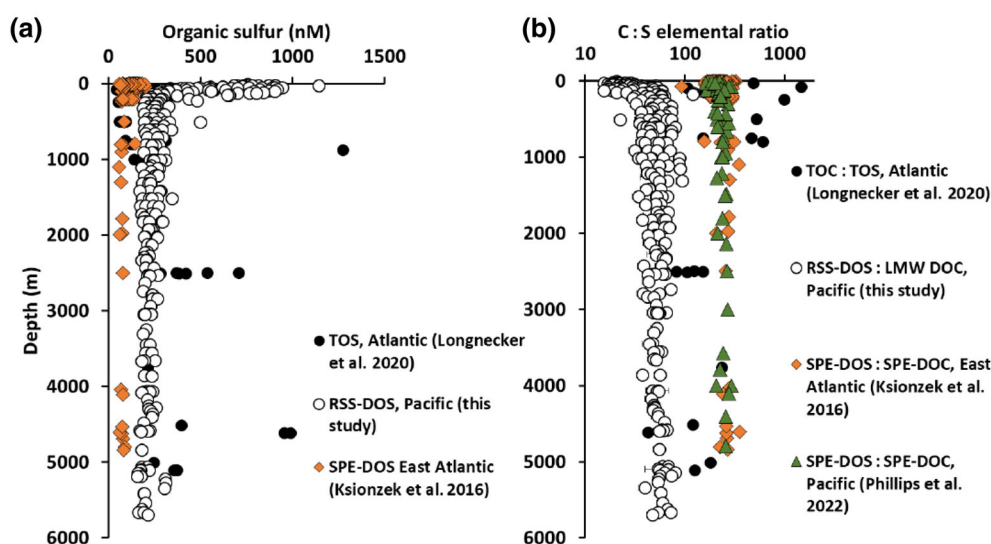 (a)
Organic sulfur (nM)
0 500 1000 1500
0
1000
2000
3000
4000
5000
6000
Depth (m)
TOS, Atlantic (Longnecker
et al. 2020)
RSS-DOS, Pacific (this
study)
SPE-DOS East Atlantic
(Ksionzek et al. 2016)
(b)
C : S elemental ratio
10 100 1000
0
1000
2000
3000
4000
5000
6000
TOC : TOS, Atlantic
(Longnecker et al. 2020)
RSS-DOS : LMW DOC,
Pacific (this study)
SPE-DOS : SPE-DOC, East
Atlantic (Ksionzek et al.
2016)
SPE-DOS : SPE-DOC,
Pacific (Phillips et al.
2022)